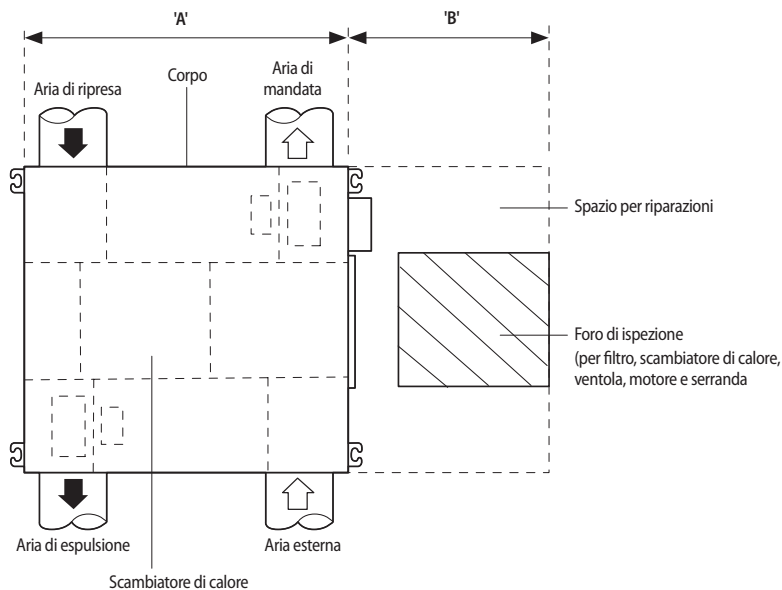 'A'
'B'
Aria di ripresa
Corpo
Aria di
mandata
Spazio per riparazioni
Foro di ispezione
(per filtro, scambiatore di calore,
ventola, motore e serranda
Aria di espulsione
Aria esterna
Scambiatore di calore